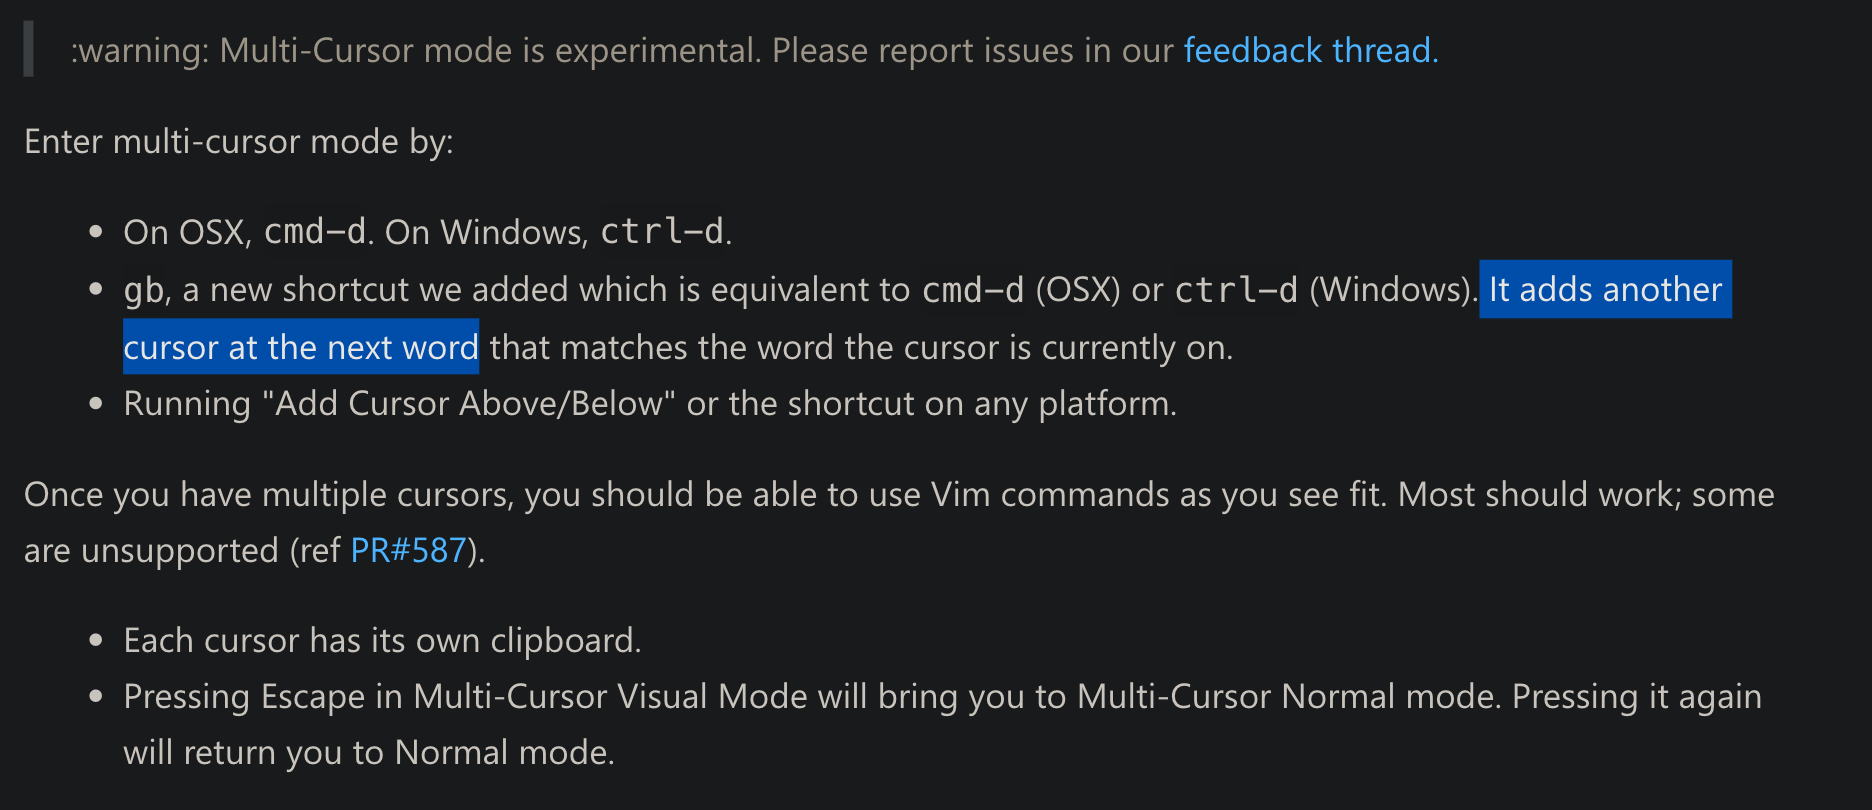 :warning: Multi-Cursor mode is experimental. Please report issues in our feedback thread.
Enter multi-cursor mode by:
• On OSX, cmd-d. On Windows, ctrl-d.
• gb, a new shortcut we added which is equivalent to cmd-d (OSX) or ctrl-d (Windows). It adds another
cursor at the next word that matches the word the cursor is currently on.
• Running "Add Cursor Above/Below" or the shortcut on any platform.
Once you have multiple cursors, you should be able to use Vim commands as you see fit. Most should work; some
are unsupported (ref PR#587).
• Each cursor has its own clipboard.
• Pressing Escape in Multi-Cursor Visual Mode will bring you to Multi-Cursor Normal mode. Pressing it again
will return you to Normal mode.